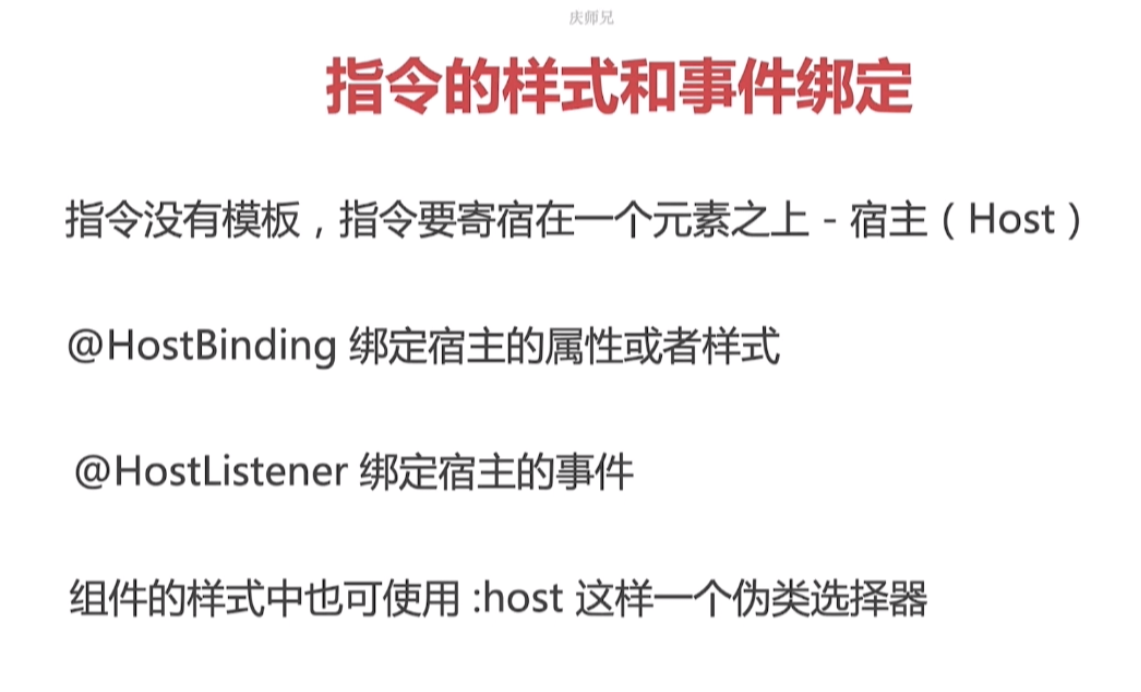 庆师兄
指令的样式和事件绑定
指令没有模板，指令要寄宿在一个元素之上 - 宿主（Host）
@HostBinding 绑定宿主的属性或者样式
@HostListener 绑定宿主的事件
组件的样式中也可使用 :host 这样一个伪类选择器